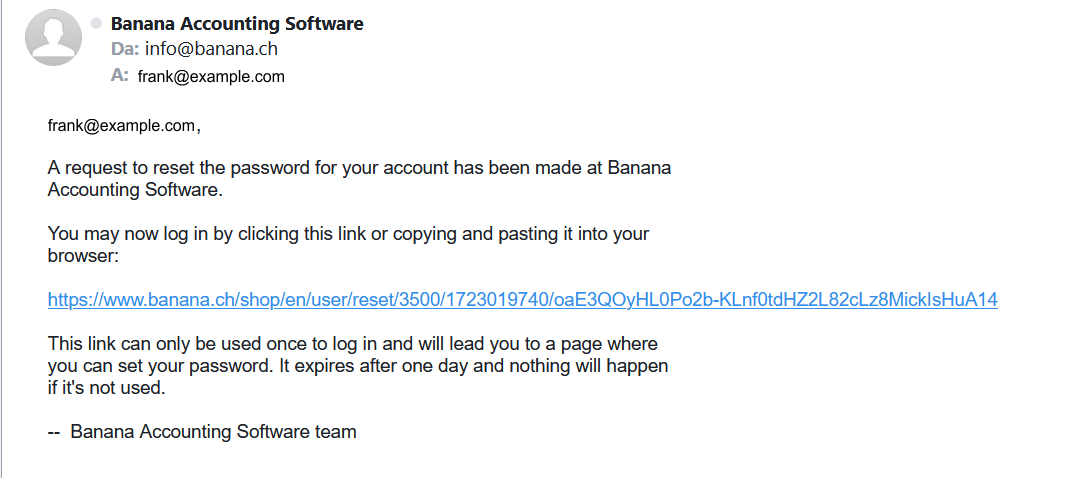 Banana Accounting Software
Da: info@banana.ch
A: frank@example.com
frank@example.com,
A request to reset the password for your account has been made at Banana
Accounting Software.
You may now log in by clicking this link or copying and pasting it into your
browser:
https://www.banana.ch/shop/en/user/reset/3500/1723019740/oaE3QOyHL0Po2b-KLnf0tdHZ2L82cLz8MickIsHuA14
This link can only be used once to log in and will lead you to a page where
you can set your password. It expires after one day and nothing will happen
if it's not used.
-- Banana Accounting Software team